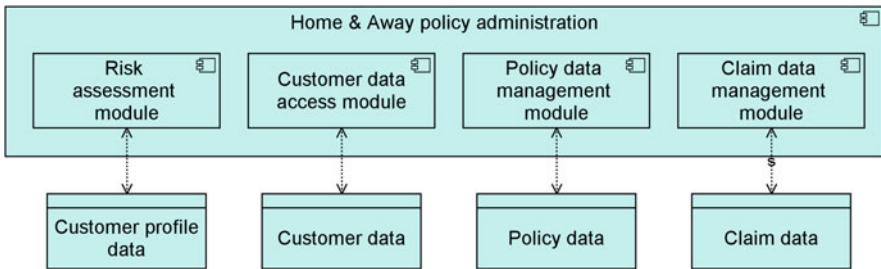 Home & Away policy administration
Risk
assessment
module
Customer data
access module
Policy data
management
module
Claim data
management
module
s
Customer profile
data
Customer data
Policy data
Claim data